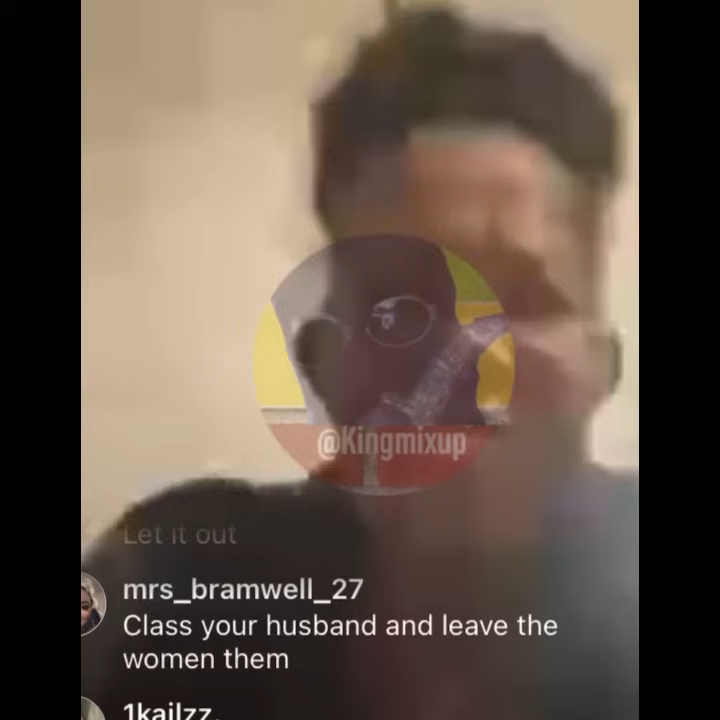 @Kingmixup
Let it out
mrs_bramwell_27
Class your husband and leave the
women them
1kailzz.